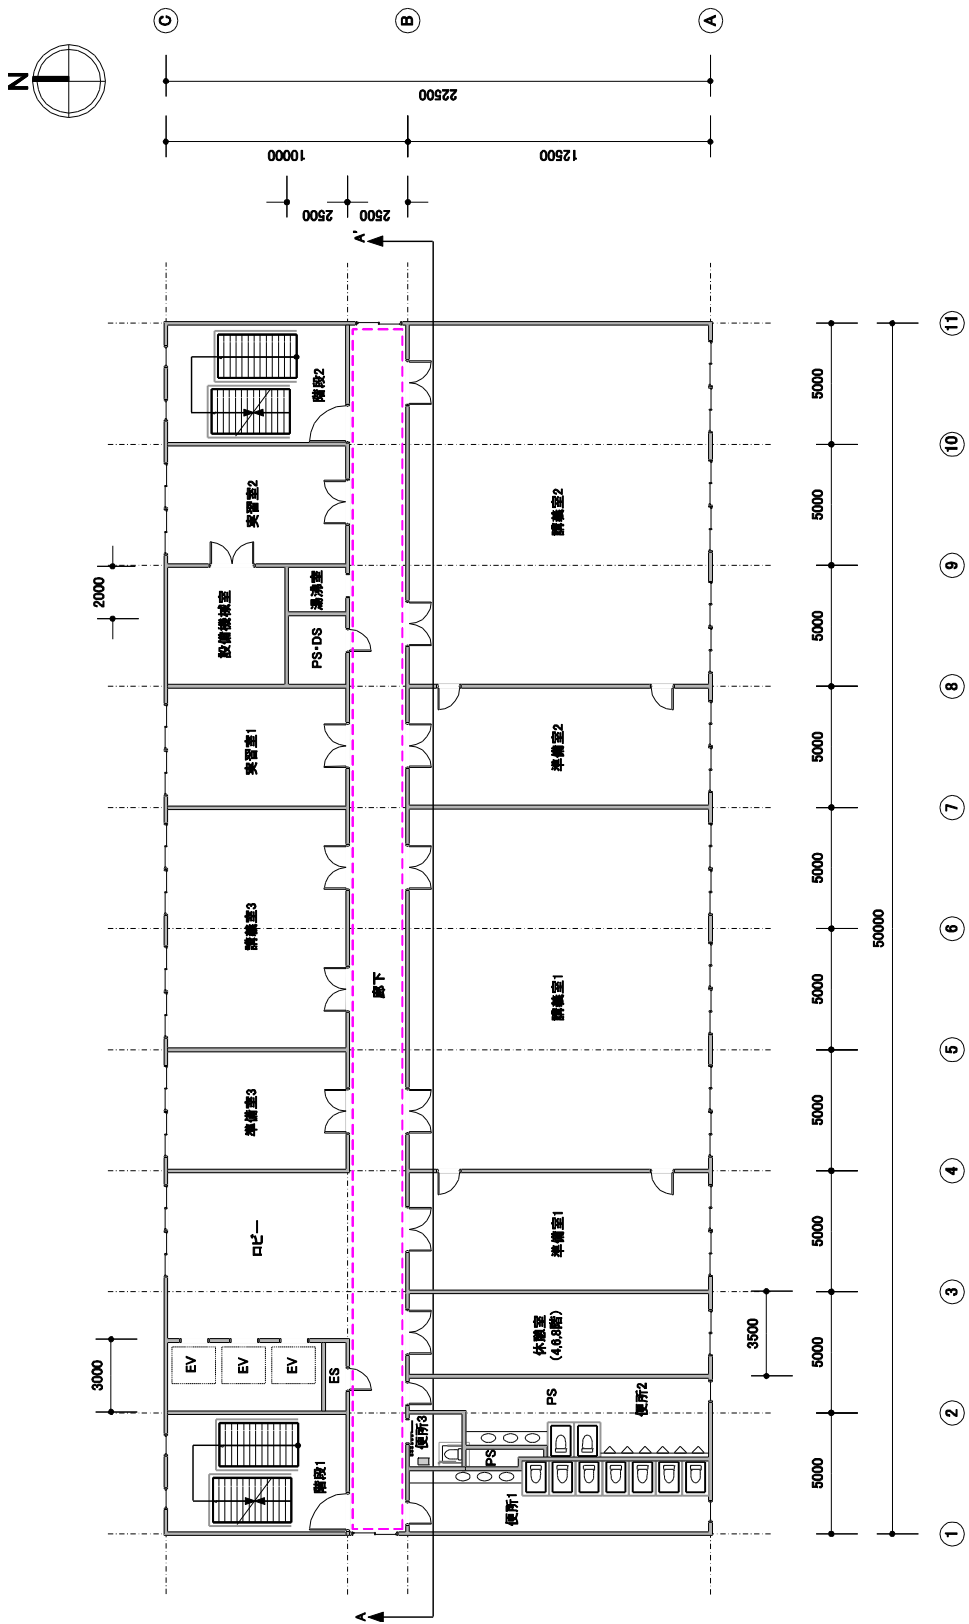 N
C
B
A
22500
10000
12500
2500
2500
A'
A
2000
3000
3500
5000
5000
5000
5000
5000
5000
5000
5000
5000
5000
50000
11
10
9
8
7
6
5
4
3
2
1
階段2
実習室2
設備機械室
湯沸室
PS・DS
実習室1
講義室3
準備室3
ロビー
EV
EV
EV
ES
階段1
廊下
講義室2
準備室2
講義室1
準備室1
休憩室
(4,6,8階)
PS
便所2
便所3
PS
便所1